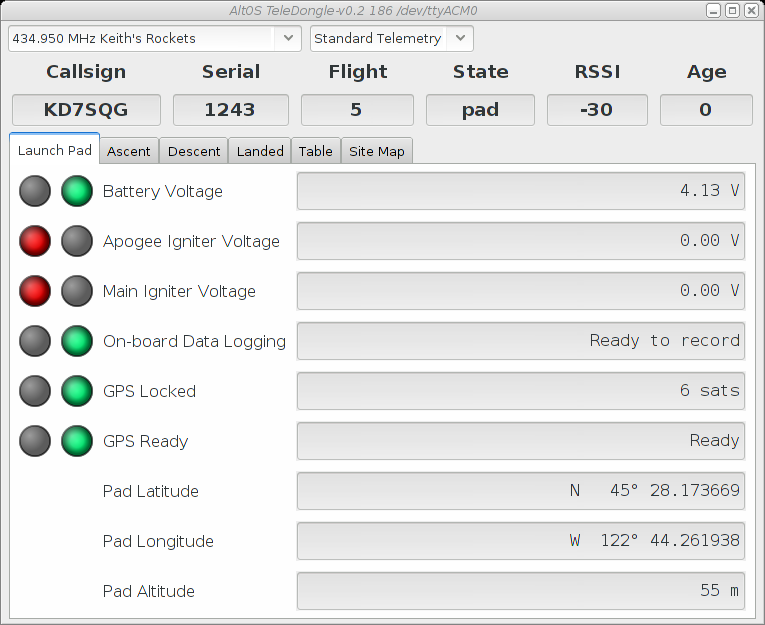 AltOS TeleDongle-v0.2 186 /dev/ttyACM0
434.950 MHz Keith's Rockets Standard Telemetry
Callsign Serial Flight State RSSI Age
KD7SQG 1243 5 pad -30 0
Launch Pad Ascent Descent Landed Table Site Map
Battery Voltage 4.13 V
Apogee Igniter Voltage 0.00 V
Main Igniter Voltage 0.00 V
On-board Data Logging Ready to record
GPS Locked 6 sats
GPS Ready Ready
Pad Latitude N 45° 28.173669
Pad Longitude W 122° 44.261938
Pad Altitude 55 m